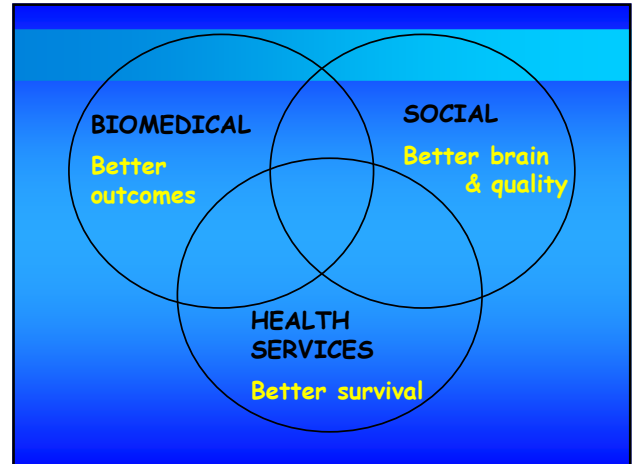 BIOMEDICAL
Better
outcomes
SOCIAL
Better brain
& quality
HEALTH
SERVICES
Better survival